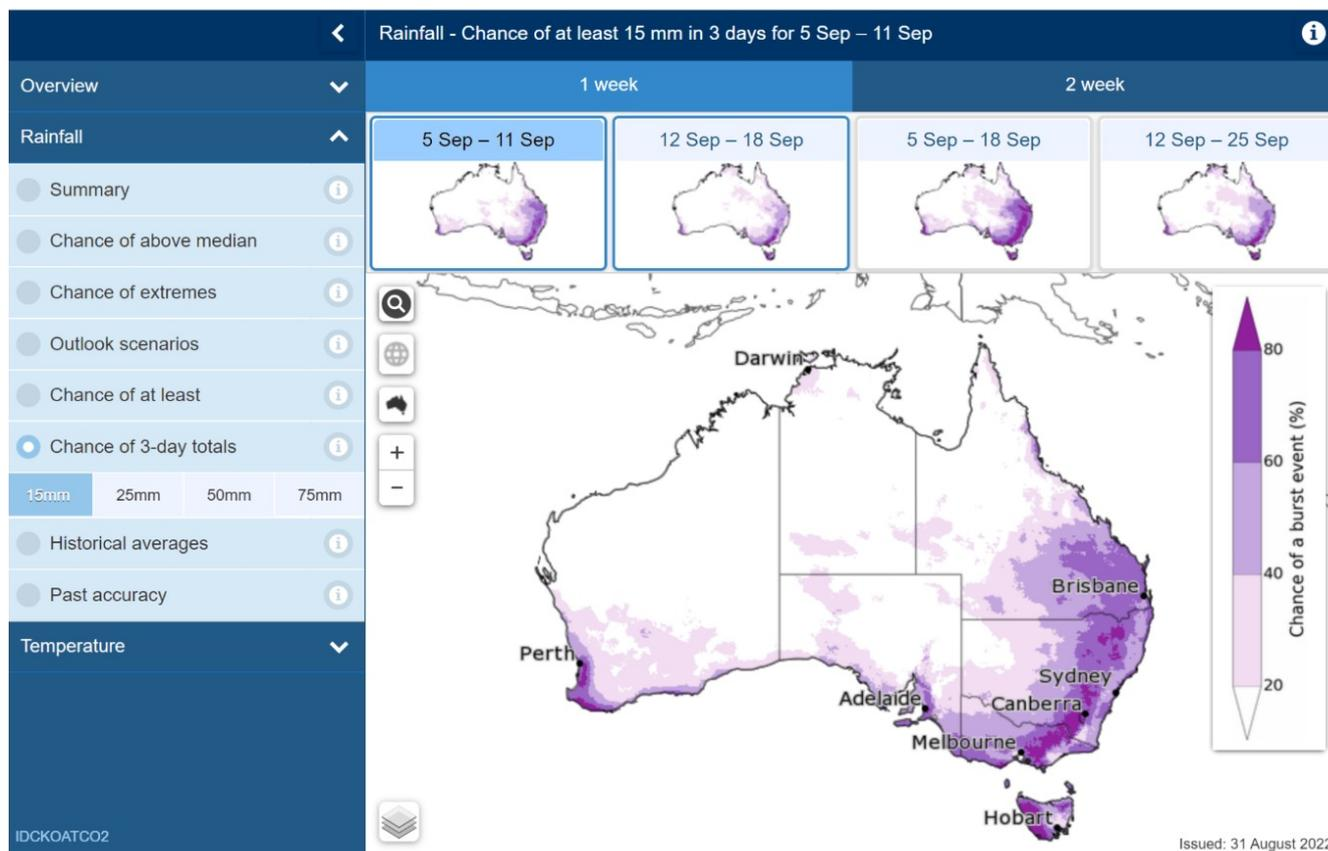 Rainfall - Chance of at least 15 mm in 3 days for 5 Sep – 11 Sep
Overview
1 week
2 week
Rainfall
5 Sep – 11 Sep
12 Sep – 18 Sep
5 Sep – 18 Sep
12 Sep – 25 Sep
Summary
Chance of above median
Chance of extremes
Outlook scenarios
Chance of at least
Chance of 3-day totals
15mm
25mm
50mm
75mm
Historical averages
Past accuracy
Temperature
IDCKOATCO2
+
−
Darwin
Brisbane
Perth
Sydney
Adelaide
Canberra
Melbourne
Hobart
80
60
40
20
Chance of a burst event (%)
Issued: 31 August 2022